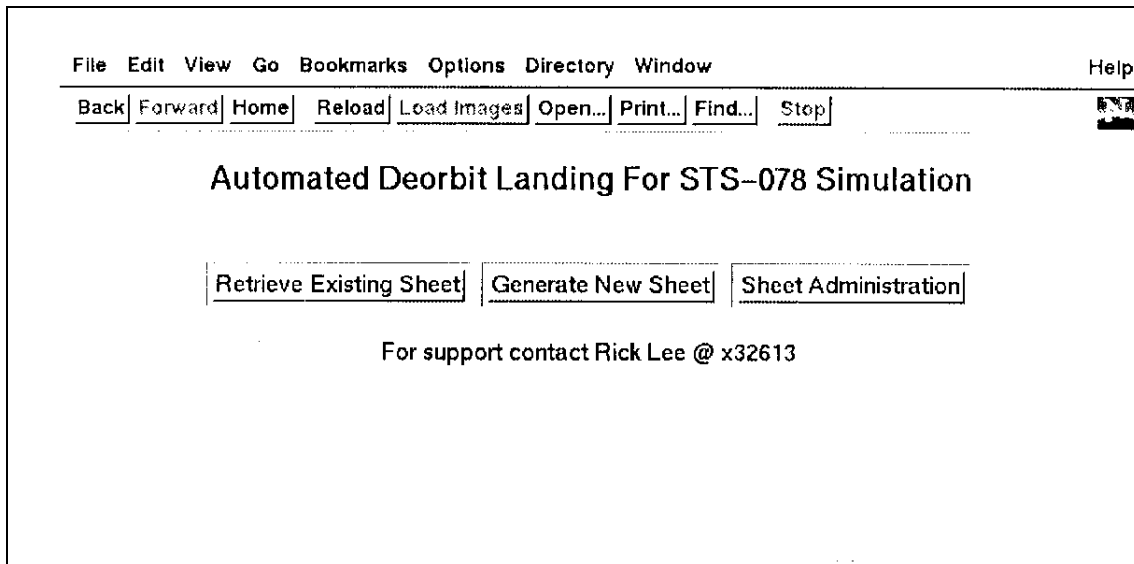 File Edit View Go Bookmarks Options Directory Window Help
Back Forward Home Reload Load Images Open... Print... Find... Stop
Automated Deorbit Landing For STS-078 Simulation
Retrieve Existing Sheet Generate New Sheet Sheet Administration
For support contact Rick Lee @ x32613